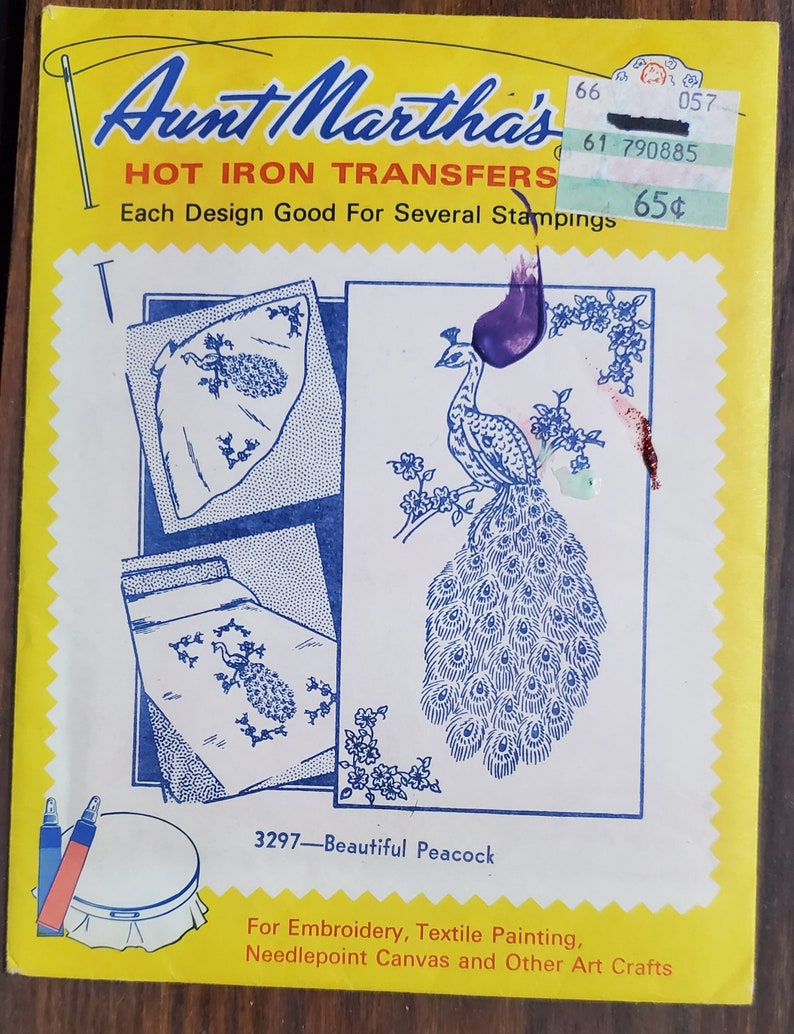 Aunt Martha's
HOT IRON TRANSFERS
Each Design Good For Several Stampings
66 057
61 790885
65¢
3297—Beautiful Peacock
For Embroidery, Textile Painting,
Needlepoint Canvas and Other Art Crafts